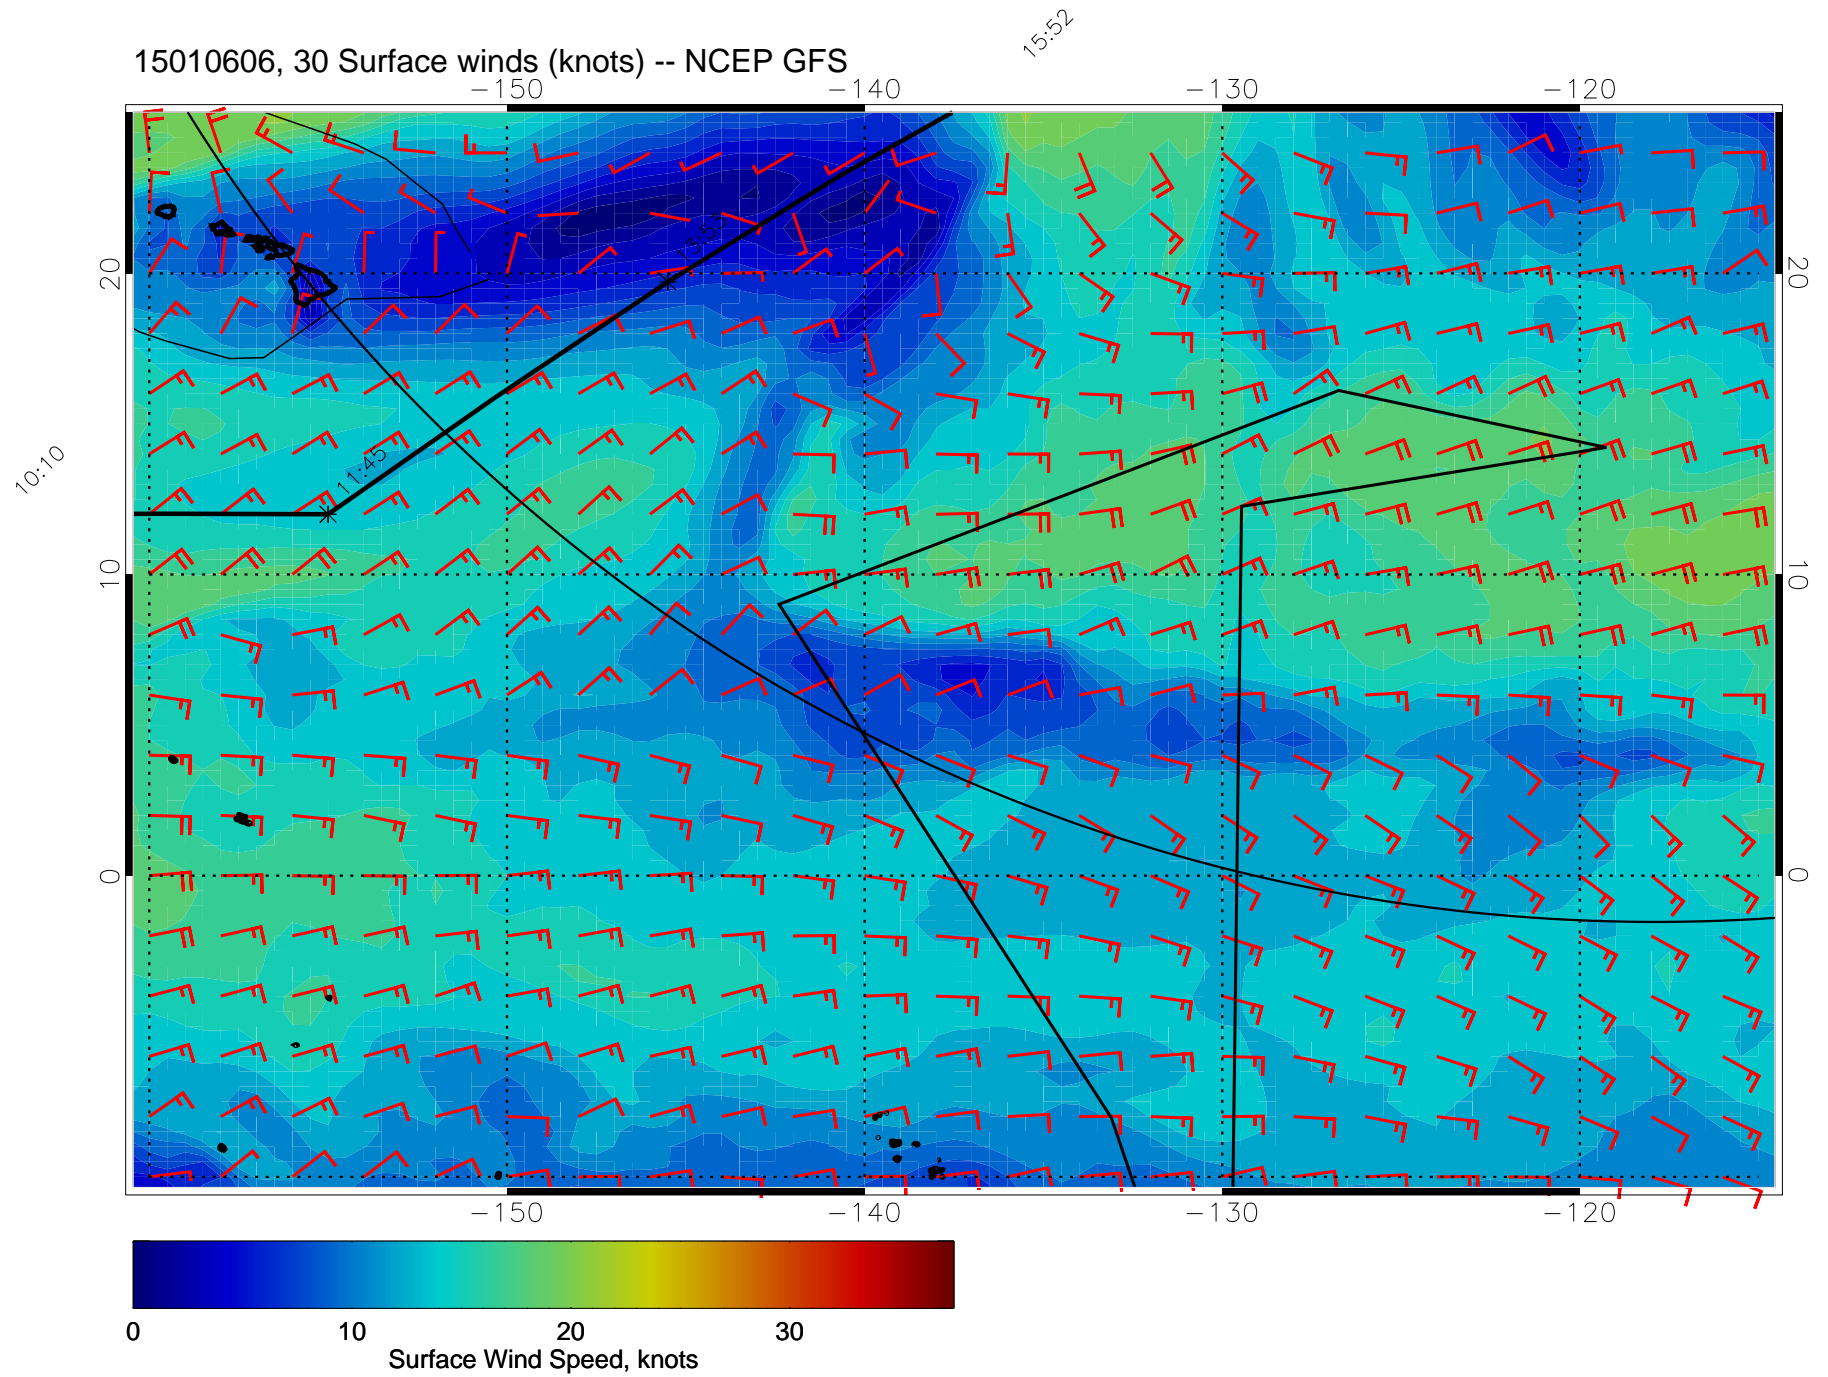 15:52
15010606, 30 Surface winds (knots) -- NCEP GFS
-150 -140 -130 -120
20 20
10:10
11:45
10 10
0 0
-150 -140 -130 -120
0 10 20 30
Surface Wind Speed, knots